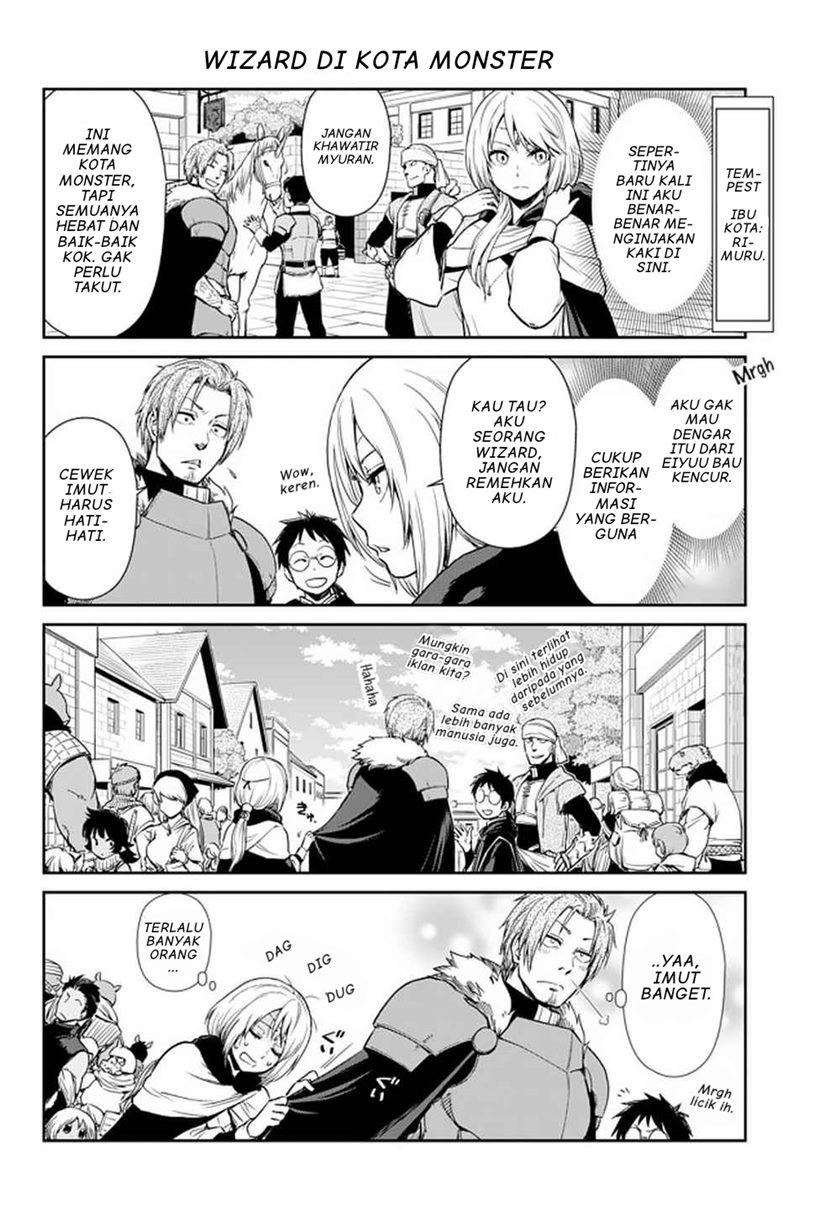 WIZARD DI KOTA MONSTER
TEM-
PEST
IBU
KOTA:
RI-
MURU.
SEPER-
TINYA
BARU KALI
INI AKU
BENAR-
BENAR ME-
NGINJAKAN
KAKI DI
SINI.
JANGAN
KHAWATIR
MYURAN.
INI
MEMANG
KOTA
MONSTER,
TAPI
SEMUANYA
HEBAT DAN
BAIK-BAIK
KOK. GAK
PERLU
TAKUT.
Mrgh
AKU GAK
MAU
DENGAR
ITU DARI
EIYUU BAU
KENCUR.
CUKUP
BERIKAN
INFOR-
MASI
YANG BER-
GUNA
KAU TAU?
AKU
SEORANG
WIZARD,
JANGAN
REMEHKAN
AKU.
Wow,
keren.
CEWEK
IMUT
HARUS
HATI-
HATI.
Di sini terlihat
lebih hidup
daripada yang
sebelumnya.
Sama ada
lebih banyak
manusia juga.
Mungkin
gara-gara
iklan kita?
Hahaha
きゅ
..YAA,
IMUT
BANGET.
Mrgh
licik ih.
DAG
DIG
DUG
TERLALU
BANYAK
ORANG
...